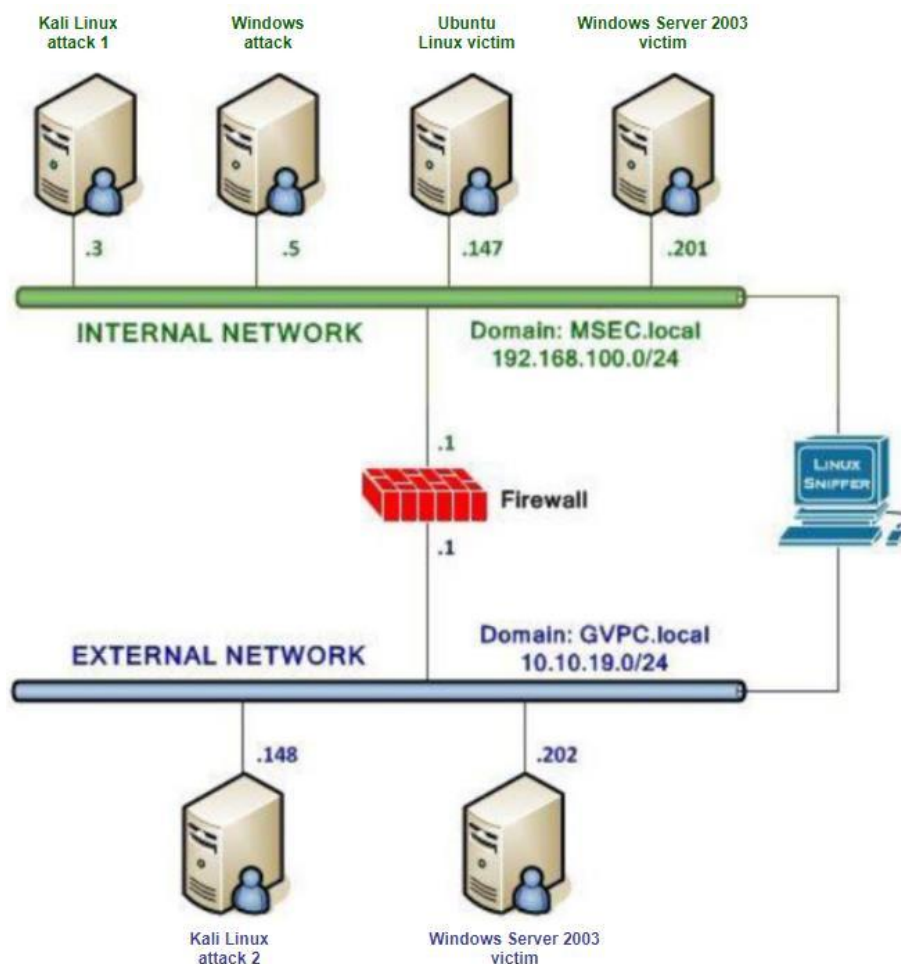 Kali Linux
attack 1
Windows
attack
Ubuntu
Linux victim
Windows Server 2003
victim
.3
.5
.147
.201
INTERNAL NETWORK
Domain: MSEC.local
192.168.100.0/24
.1
Firewall
.1
LINUX
SNIFFER
EXTERNAL NETWORK
Domain: GVPC.local
10.10.19.0/24
.148
.202
Kali Linux
attack 2
Windows Server 2003
victim